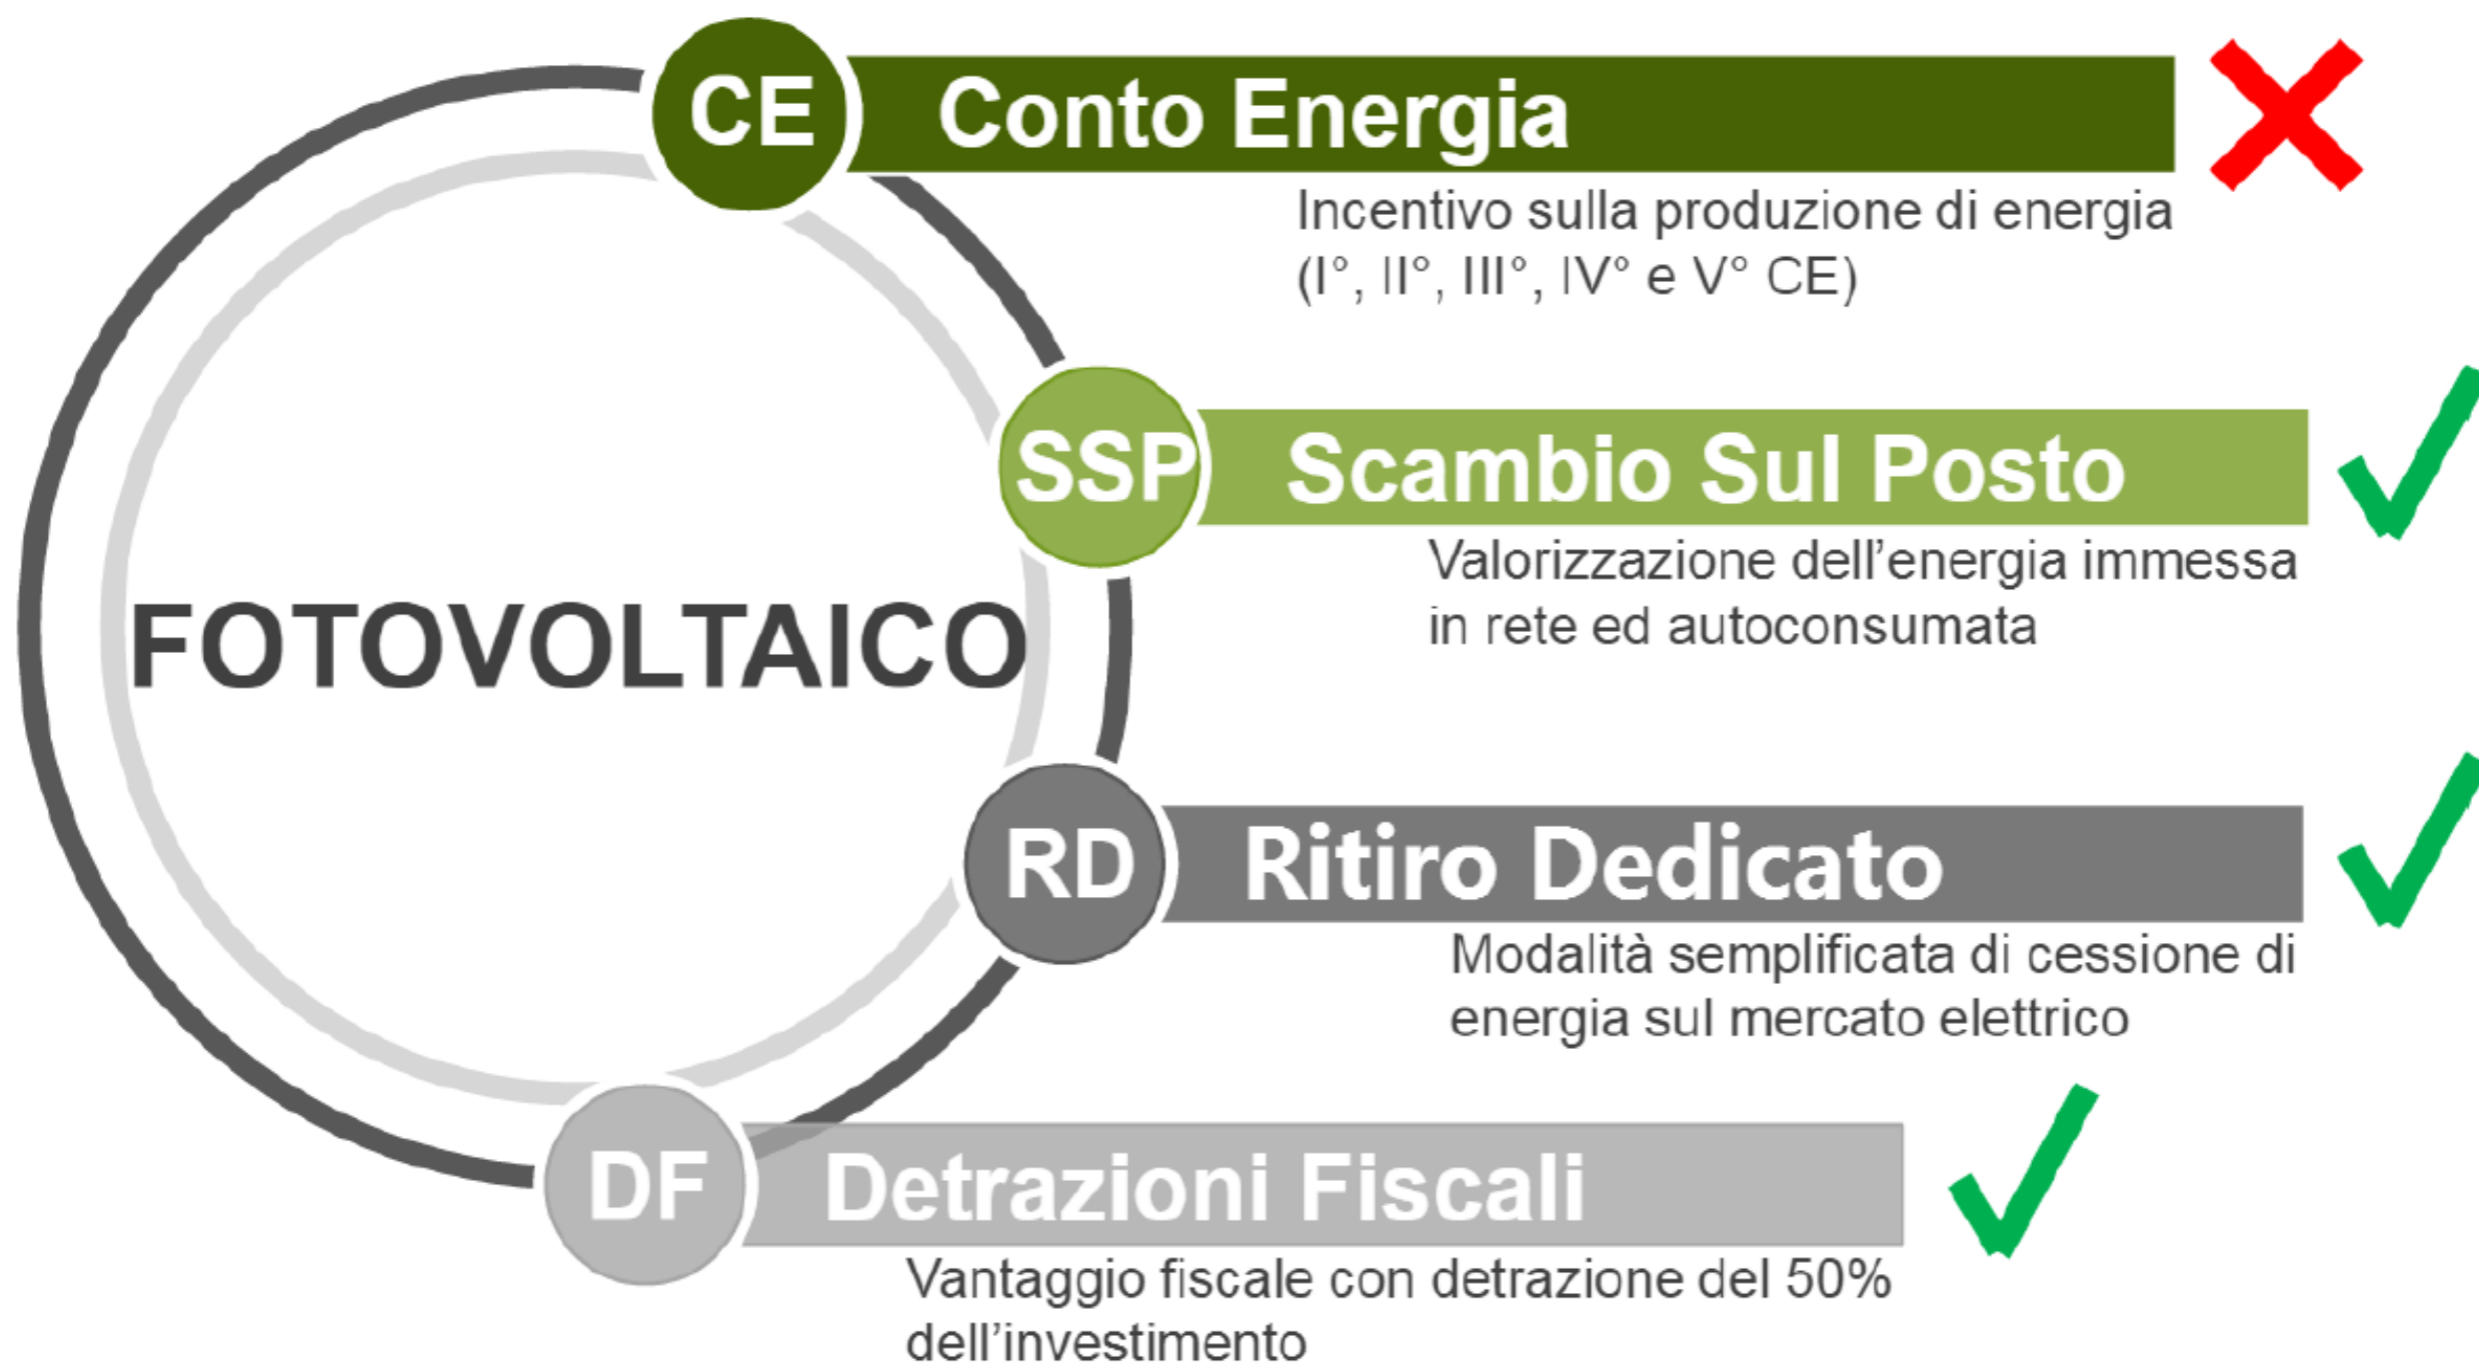 CE
Conto Energia
Incentivo sulla produzione di energia
(I°, II°, III°, IV° e V° CE)
SSP
Scambio Sul Posto
Valorizzazione dell'energia immessa
in rete ed autoconsumata
FOTOVOLTAICO
RD
Ritiro Dedicato
Modalità semplificata di cessione di
energia sul mercato elettrico
DF
Detrazioni Fiscali
Vantaggio fiscale con detrazione del 50%
dell'investimento